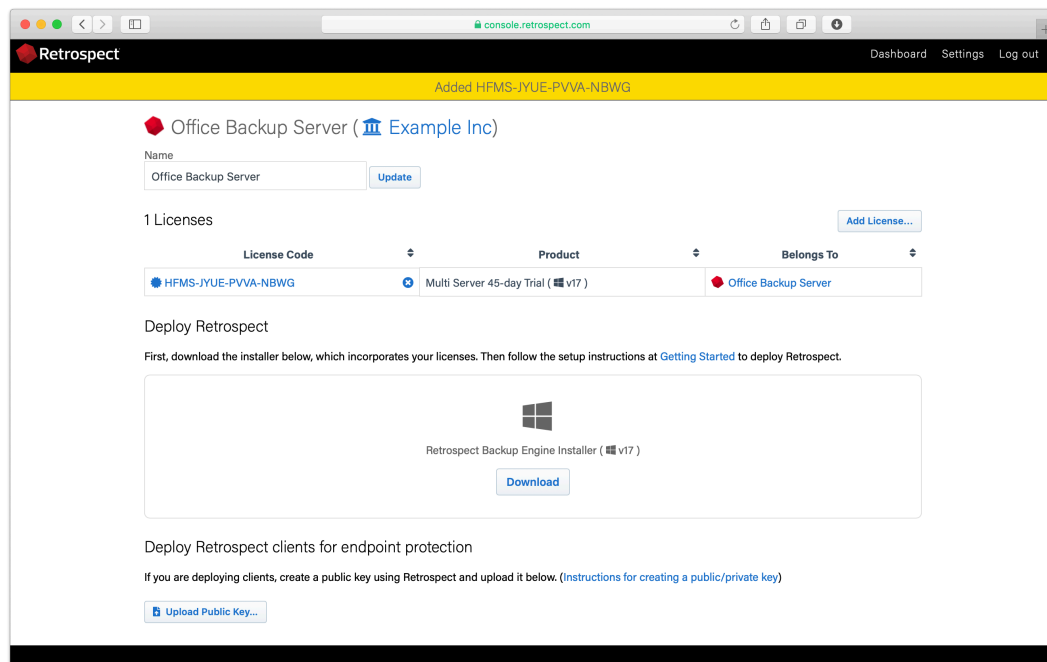 console.retrospect.com
Retrospect
Dashboard Settings Log out
Added HFMS-JYUE-PVVA-NBWG
Office Backup Server ( Example Inc)
Name
Office Backup Server
Update
1 Licenses
Add License...
License Code Product Belongs To
HFMS-JYUE-PVVA-NBWG Multi Server 45-day Trial ( v17 ) Office Backup Server
Deploy Retrospect
First, download the installer below, which incorporates your licenses. Then follow the setup instructions at Getting Started to deploy Retrospect.
Retrospect Backup Engine Installer ( v17 )
Download
Deploy Retrospect clients for endpoint protection
If you are deploying clients, create a public key using Retrospect and upload it below. (Instructions for creating a public/private key)
Upload Public Key...